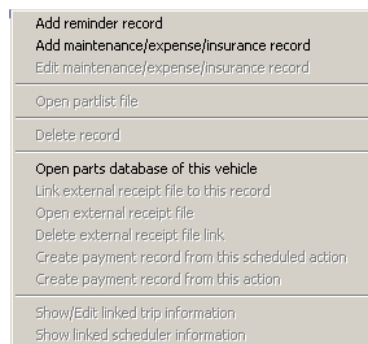 Add reminder record
Add maintenance/expense/insurance record
Edit maintenance/expense/insurance record
Open partlist file
Delete record
Open parts database of this vehicle
Link external receipt file to this record
Open external receipt file
Delete external receipt file link
Create payment record from this scheduled action
Create payment record from this action
Show/Edit linked trip information
Show linked scheduler information